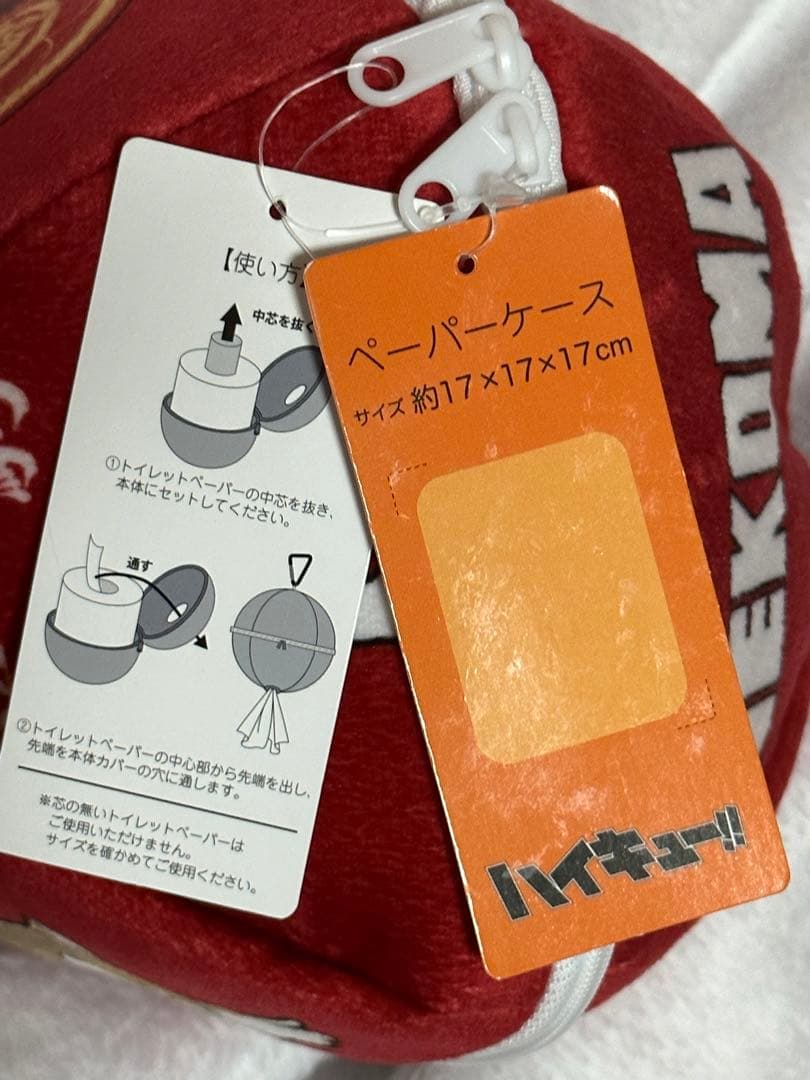 【使い方】
中芯を抜く
①トイレットペーパーの中芯を抜き、
本体にセットしてください。
通す
②トイレットペーパーの中心部から先端を出し、
先端を本体カバーの穴に通します。
※芯の無いトイレットペーパーは
ご使用いただけません。
サイズを確かめてご使用ください。
ペーパーケース
サイズ 約17×17×17cm
ハイキュー!!
NEKOMA